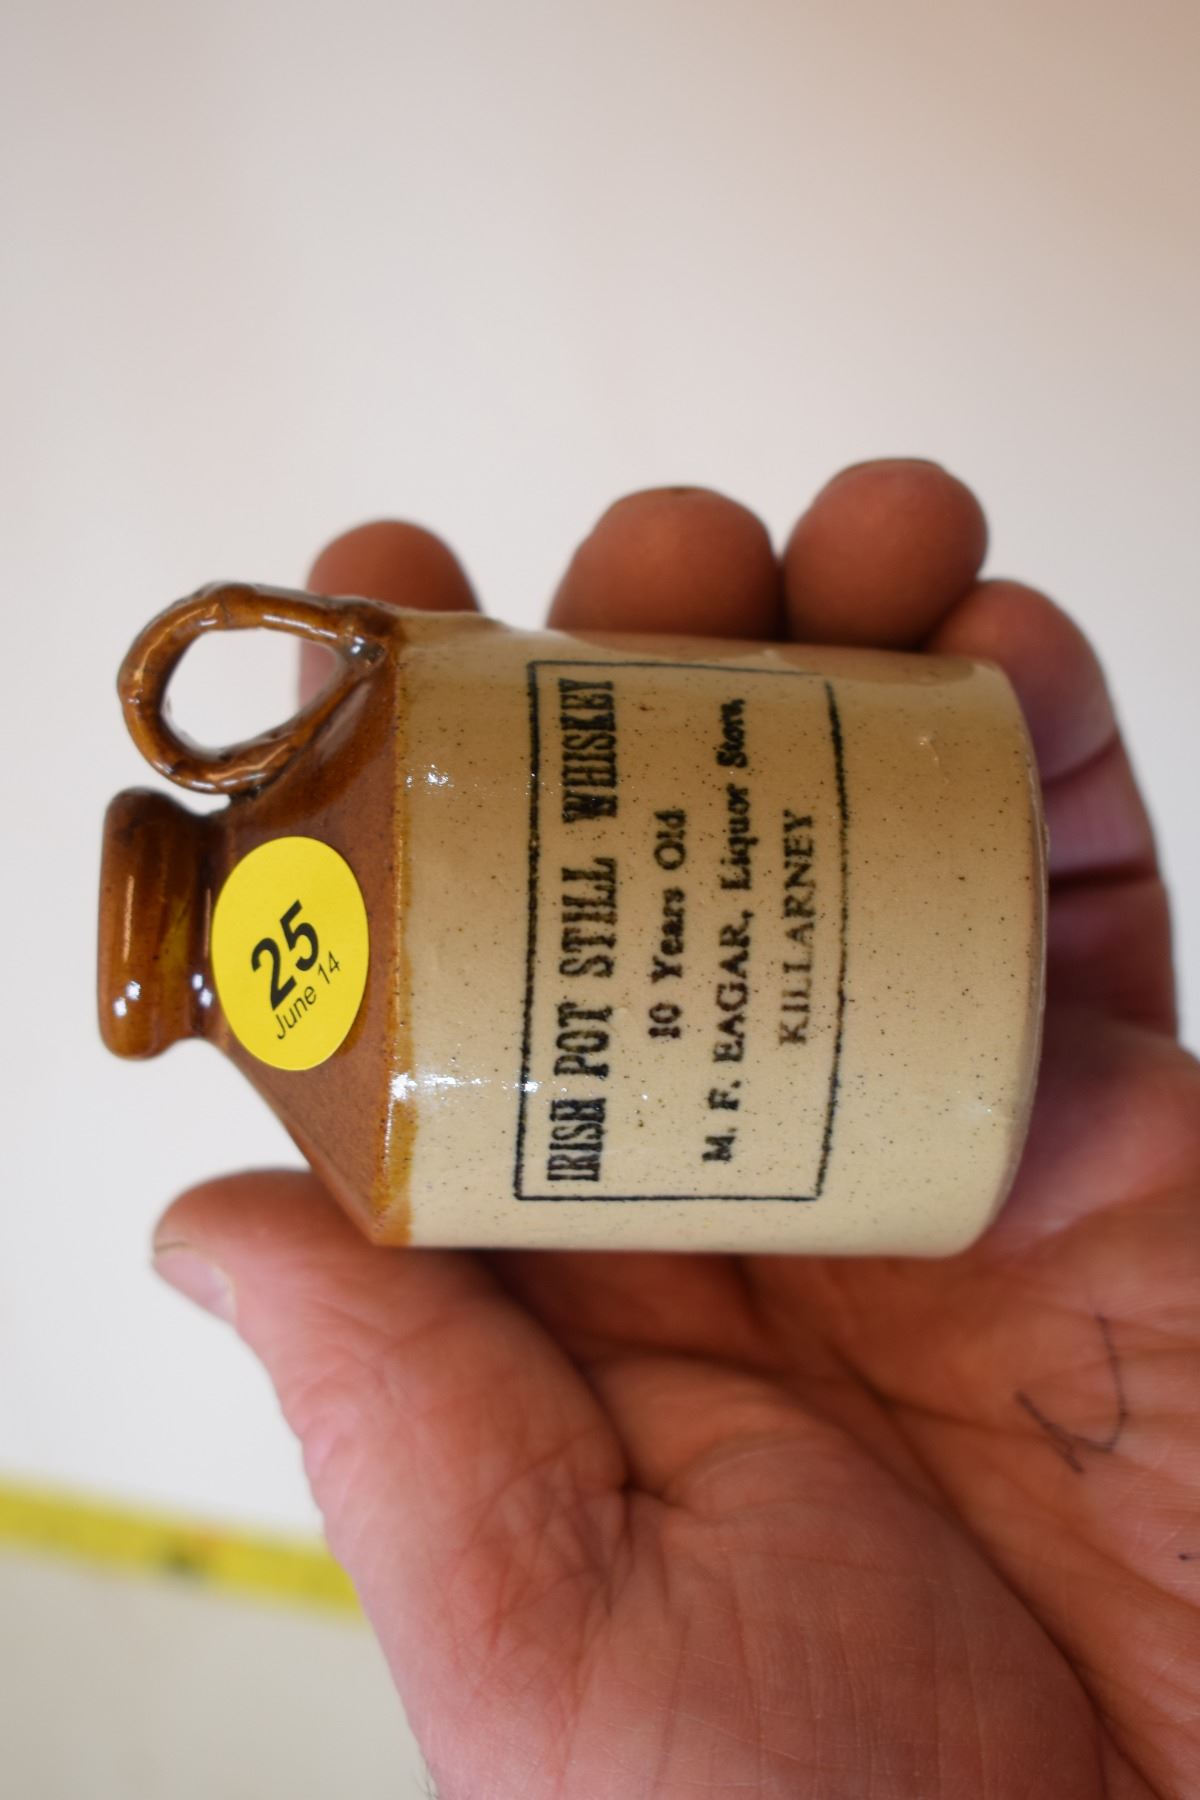 25
June 14
IRISH POT STILL WHISKEY
10 Years Old
M. F. EAGAR, Liquor Store,
KILLARNEY